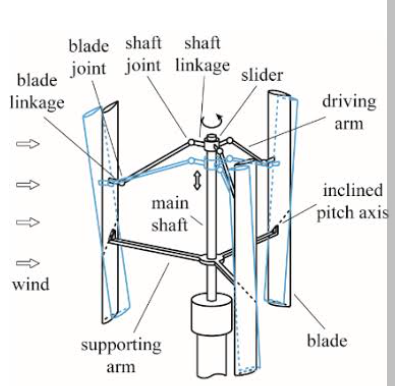 blade
joint
shaft
joint
shaft
linkage
slider
blade
linkage
driving
arm
main
shaft
inclined
pitch axis
wind
supporting
arm
blade